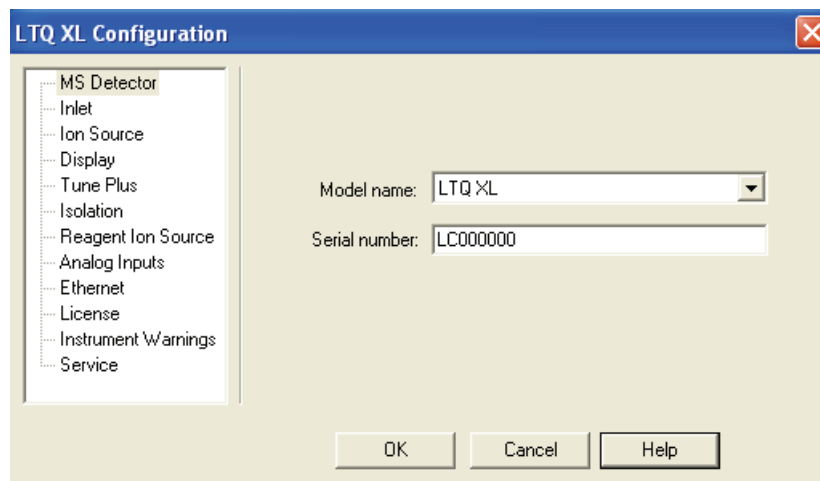 LTQ XL Configuration
MS Detector
Inlet
Ion Source
Display
Tune Plus
Isolation
Reagent Ion Source
Analog Inputs
Ethernet
License
Instrument Warnings
Service
Model name: LTQ XL
Serial number: LC000000
OK Cancel Help